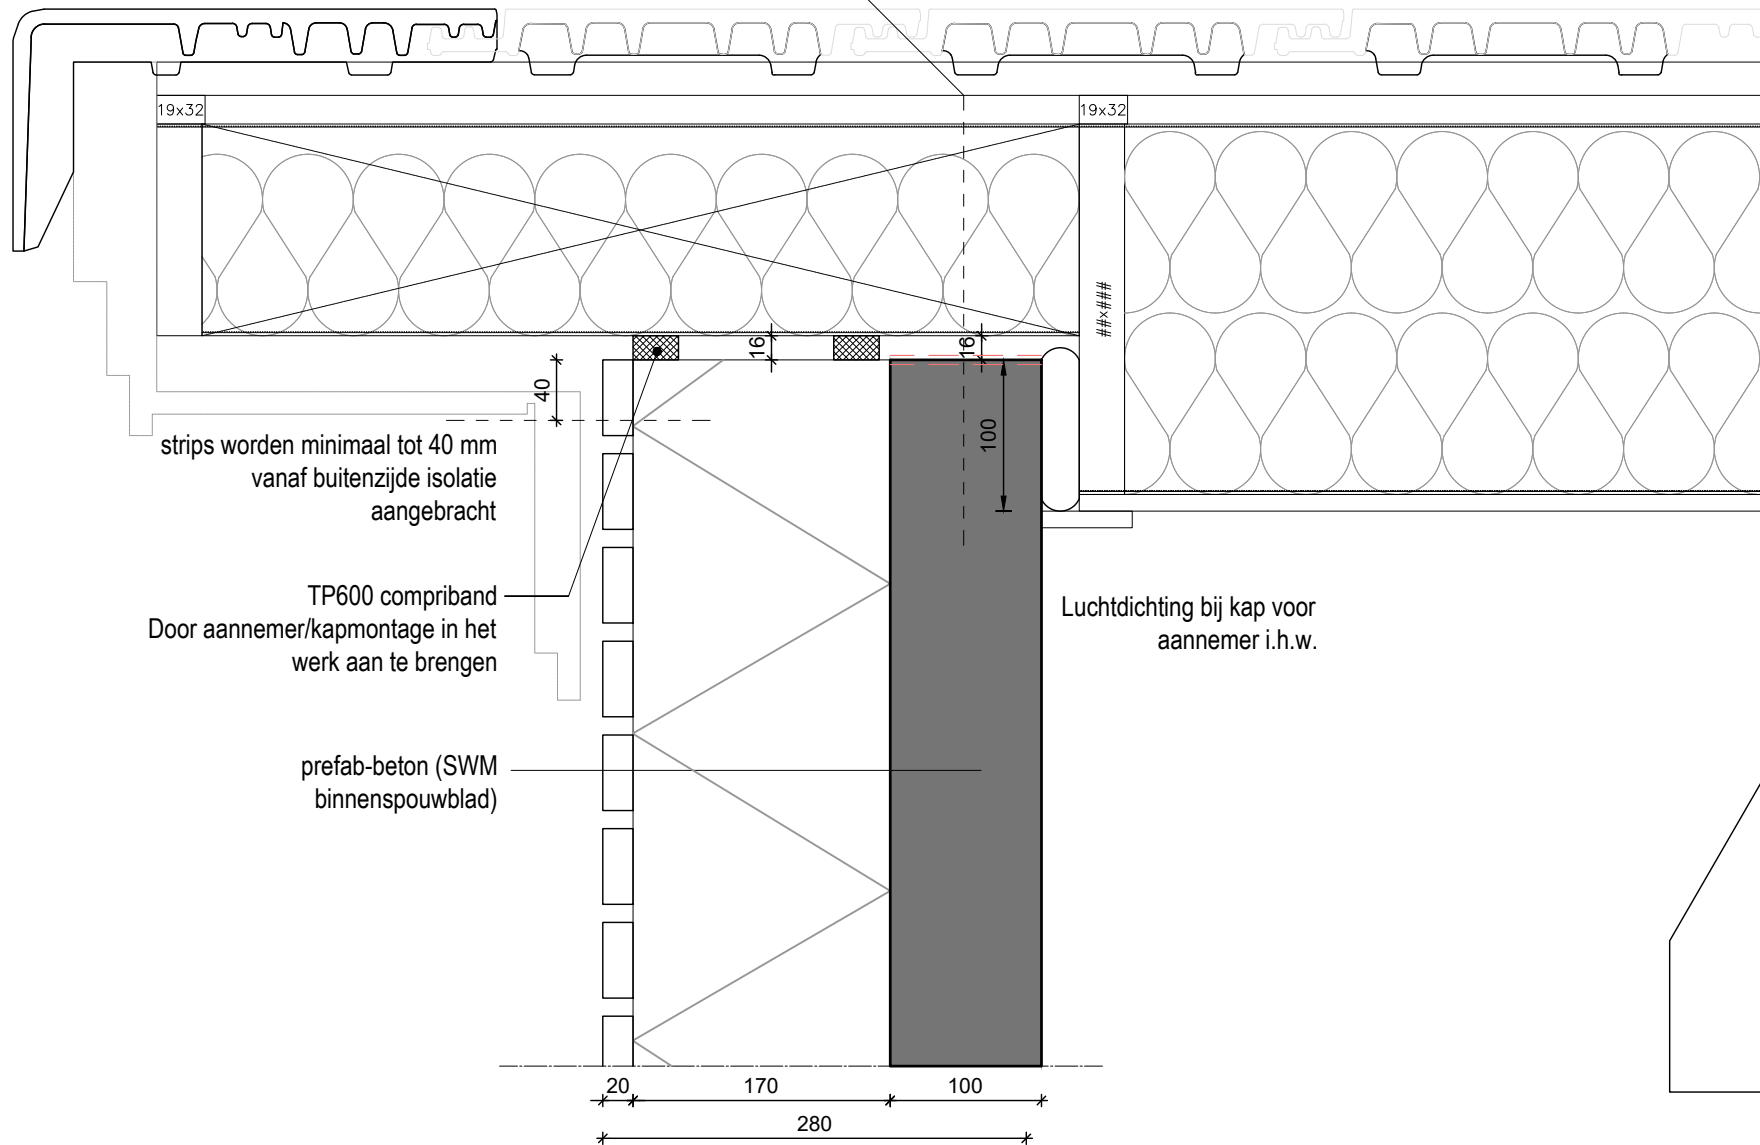 19x32
19x32
##x###
16
16
40
100
strips worden minimaal tot 40 mm
vanaf buitenzijde isolatie
aangebracht
TP600 compriband
Door aannemer/kapmontage in het
werk aan te brengen
Luchtdichting bij kap voor
aannemer i.h.w.
prefab-beton (SWM
binnenspouwblad)
20
170
100
280